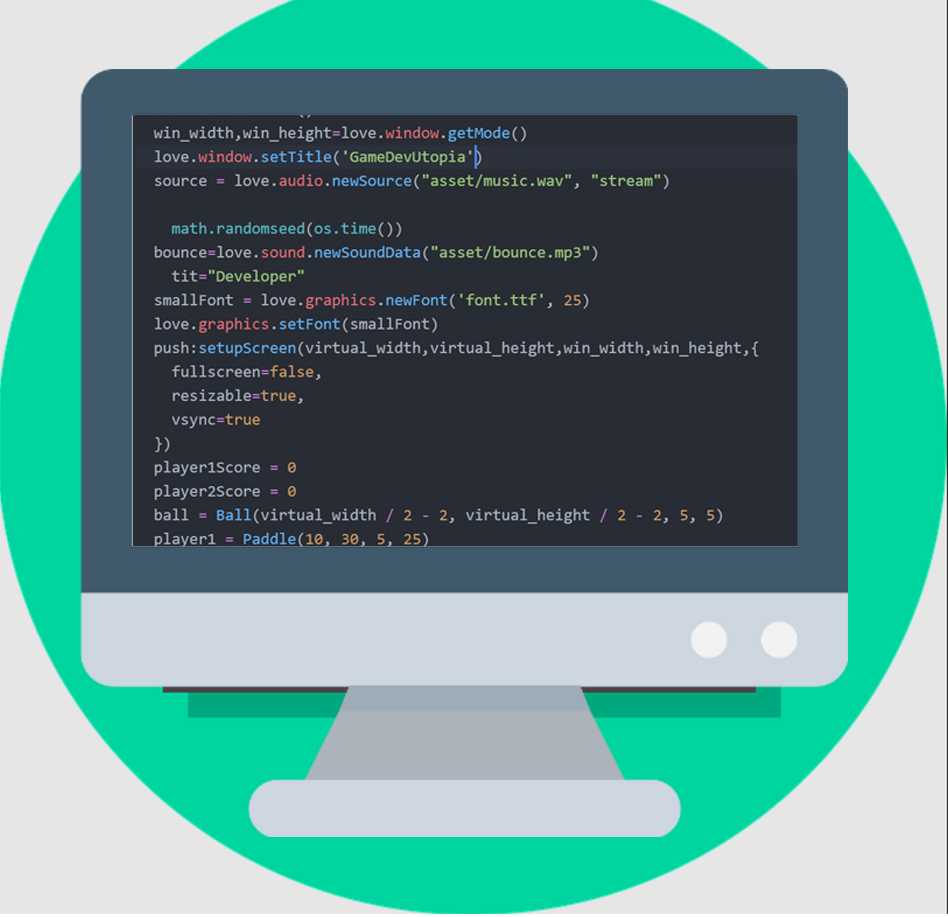 win_width,win_height=love.window.getMode()
love.window.setTitle('GameDevUtopia')
source = love.audio.newSource("asset/music.wav", "stream")
math.randomseed(os.time())
bounce=love.sound.newSoundData("asset/bounce.mp3")
tit="Developer"
smallFont = love.graphics.newFont('font.ttf', 25)
love.graphics.setFont(smallFont)
push:setupScreen(virtual_width,virtual_height,win_width,win_height,{
fullscreen=false,
resizable=true,
vsync=true
})
player1Score = 0
player2Score = 0
ball = Ball(virtual_width / 2 - 2, virtual_height / 2 - 2, 5, 5)
player1 = Paddle(10, 30, 5, 25)